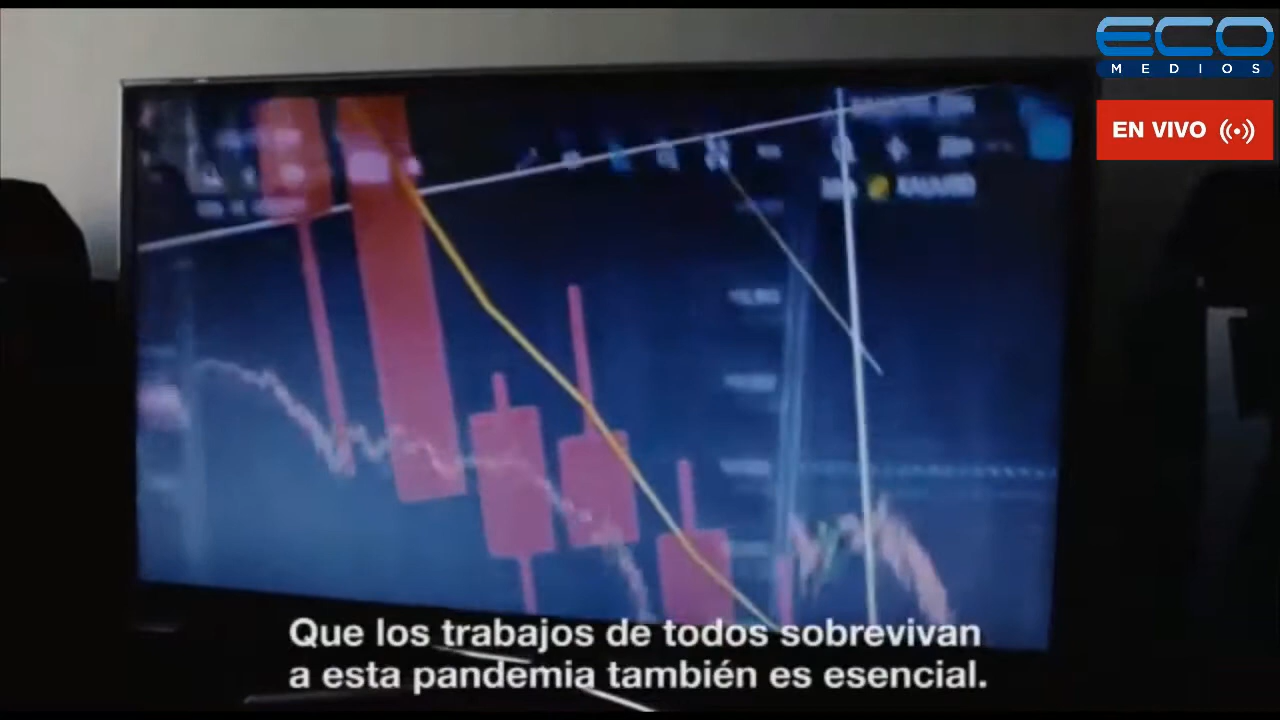 ECO
MEDIOS
EN VIVO
Que los trabajos de todos sobrevivan
a esta pandemia también es esencial.